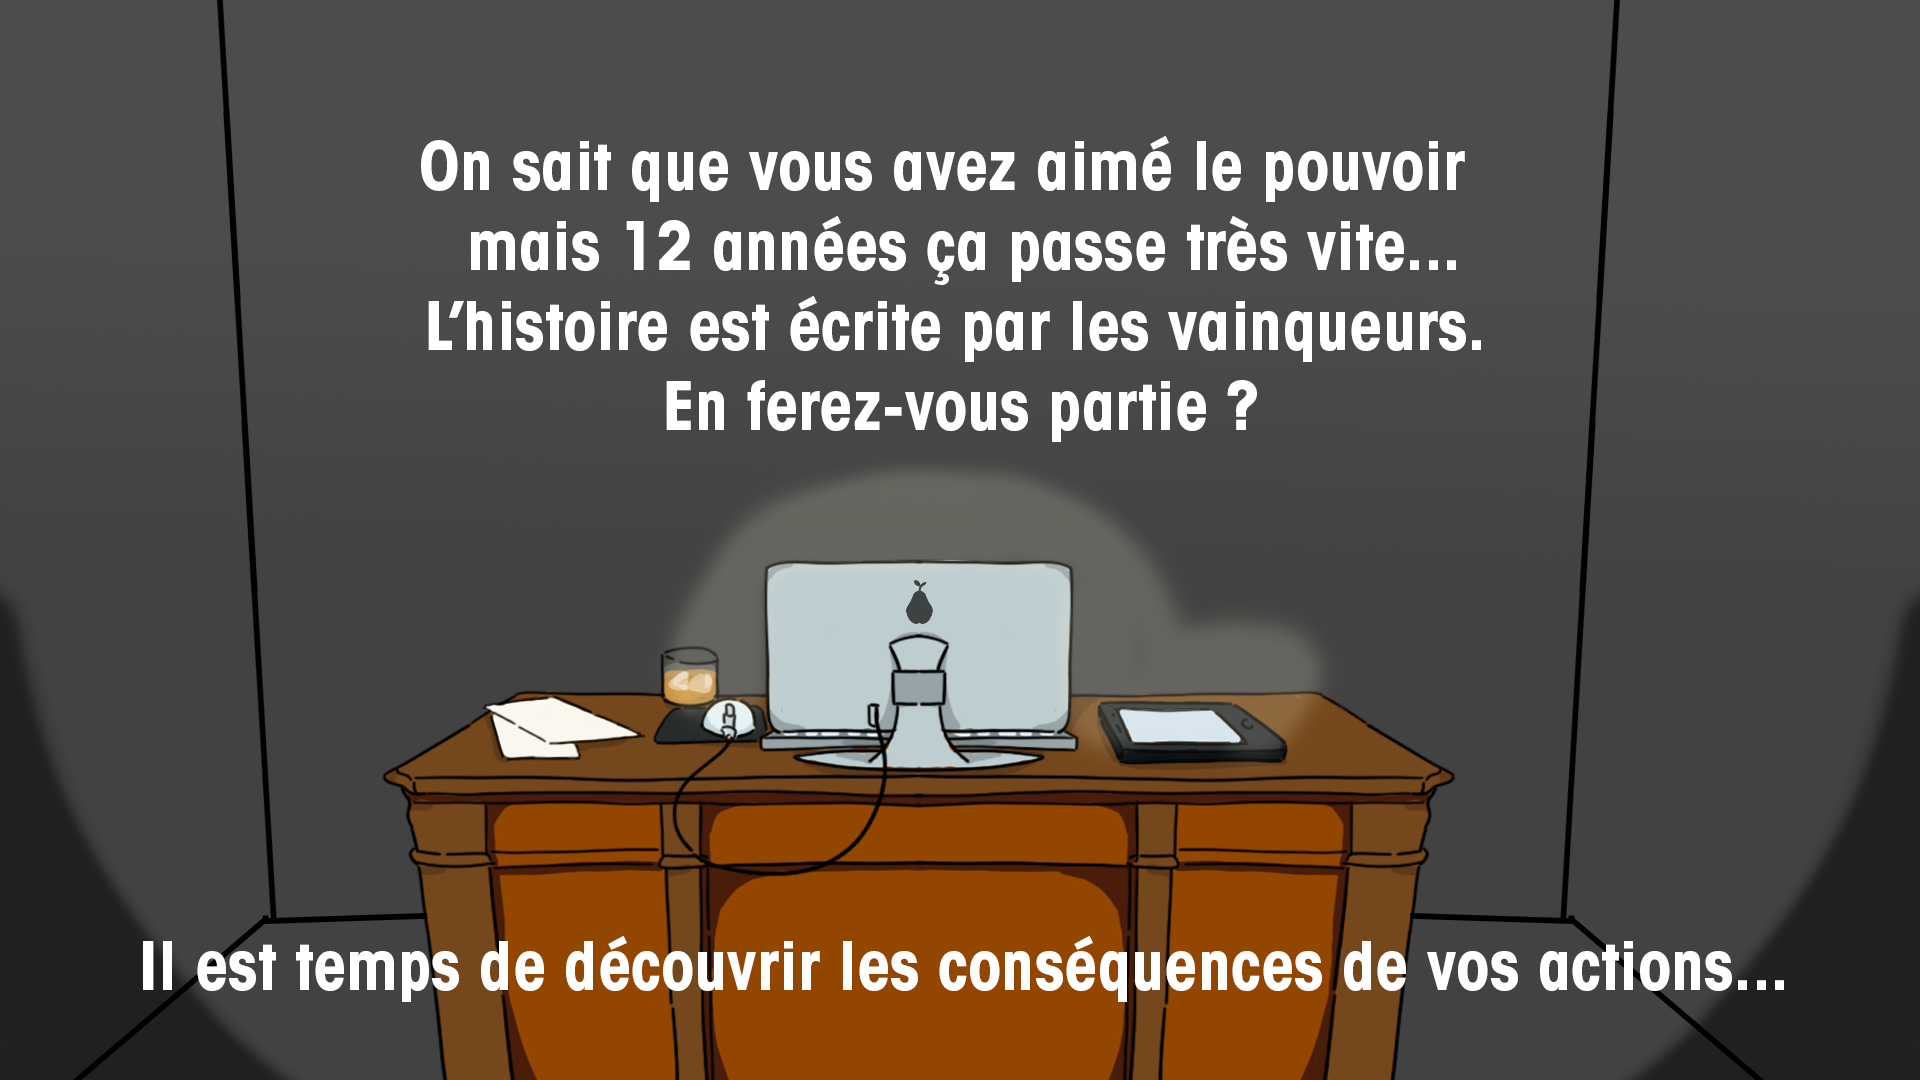 On sait que vous avez aimé le pouvoir
mais 12 années ça passe très vite...
L’histoire est écrite par les vainqueurs.
En ferez-vous partie ?
Il est temps de découvrir les conséquences de vos actions...